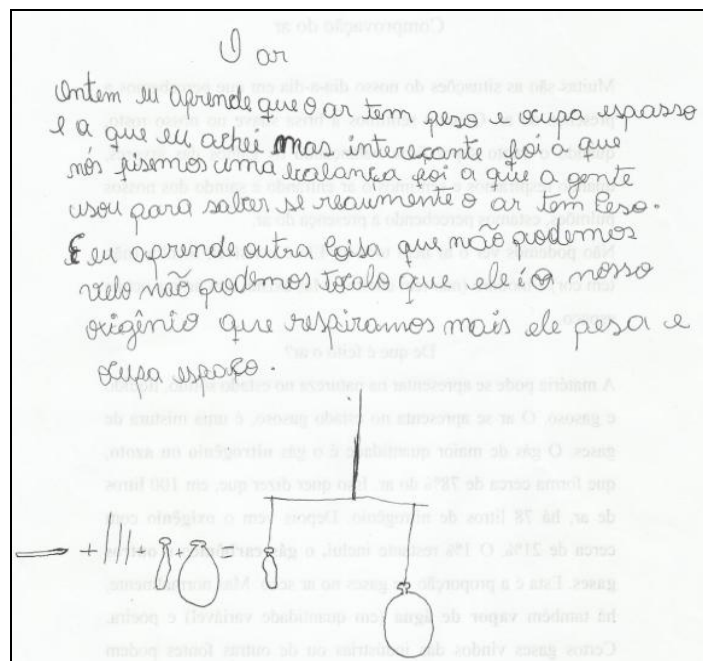 O ar
Ontem eu aprende que o ar tem peso e ocupa espasso
e a que eu achei mas intereçante foi a que
nós fisemos uma balança foi a que a gente
usou para saber se reaumente o ar tem Peso.
E eu aprende outra Coisa que não podemos
velo não podemos tocalo que ele é o nosso
oxigênio que respiramos mais ele pesa e
ocupa espaço.
+ + + =